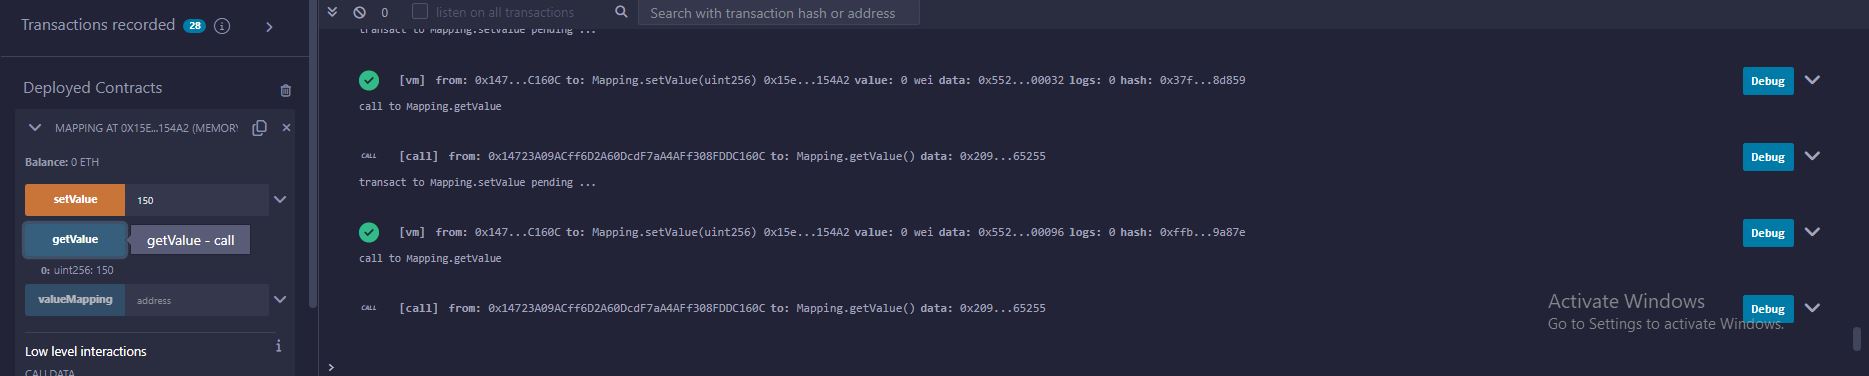 Transactions recorded 28 i
Deployed Contracts
MAPPING AT 0X15E...154A2 (MEMORY
Balance: 0 ETH
setValue 150
getValue getValue - call
0: uint256: 150
valueMapping address
Low level interactions i
CALLDATA
0 listen on all transactions Search with transaction hash or address
transact to Mapping.setValue pending ...
[vm] from: 0x147...C160C to: Mapping.setValue(uint256) 0x15e...154A2 value: 0 wei data: 0x552...00032 logs: 0 hash: 0x37f...8d859 Debug
call to Mapping.getValue
CALL [call] from: 0x14723A09ACff6D2A60DcdF7aA4AFf308FDDC160C to: Mapping.getValue() data: 0x209...65255 Debug
transact to Mapping.setValue pending ...
[vm] from: 0x147...C160C to: Mapping.setValue(uint256) 0x15e...154A2 value: 0 wei data: 0x552...00096 logs: 0 hash: 0xffb...9a87e Debug
call to Mapping.getValue
CALL [call] from: 0x14723A09ACff6D2A60DcdF7aA4AFf308FDDC160C to: Mapping.getValue() data: 0x209...65255 Debug
Activate Windows
Go to Settings to activate Windows.
>